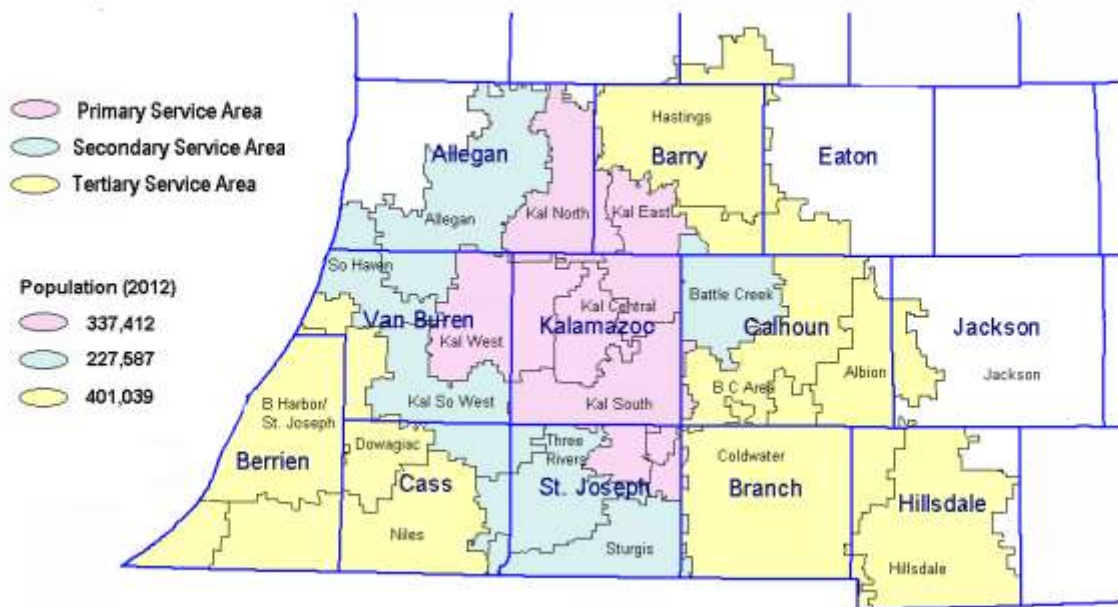 Primary Service Area
Secondary Service Area
Tertiary Service Area
Population (2012)
337,412
227,587
401,039
Hastings
Allegan
Barry
Eaton
Allegan
Kal North
Kal East
So Haven
Battle Creek
Kal Central
Van Buren
Kalamazoo
Calhoun
Jackson
Kal West
Albion
Jackson
B C Area
Kal So West
Kal South
B Harbor/
St. Joseph
Dowagiac
Three
Rivers
Coldwater
Berrien
Cass
St. Joseph
Branch
Hillsdale
Niles
Sturgis
Hillsdale